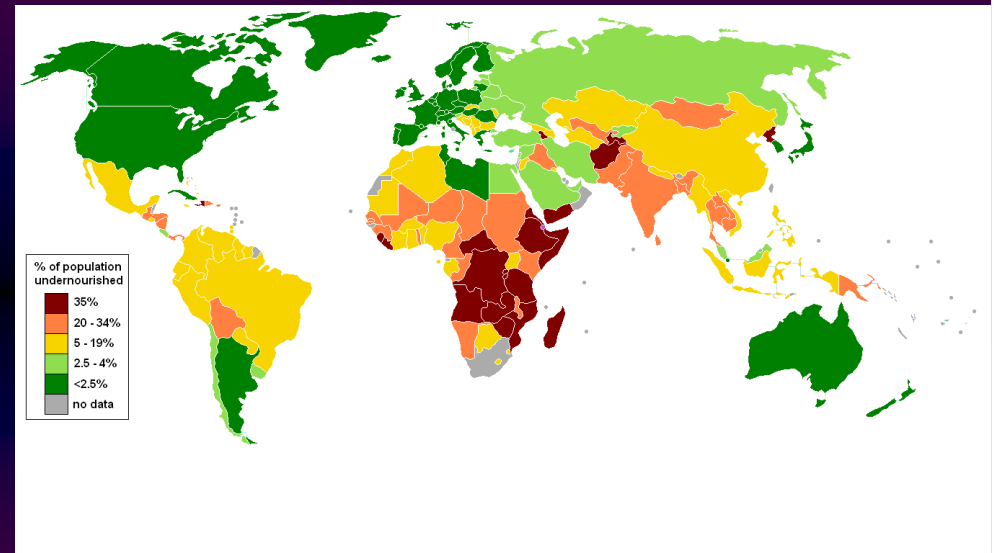 % of population
undernourished
35%
20 - 34%
5 - 19%
2.5 - 4%
<2.5%
no data